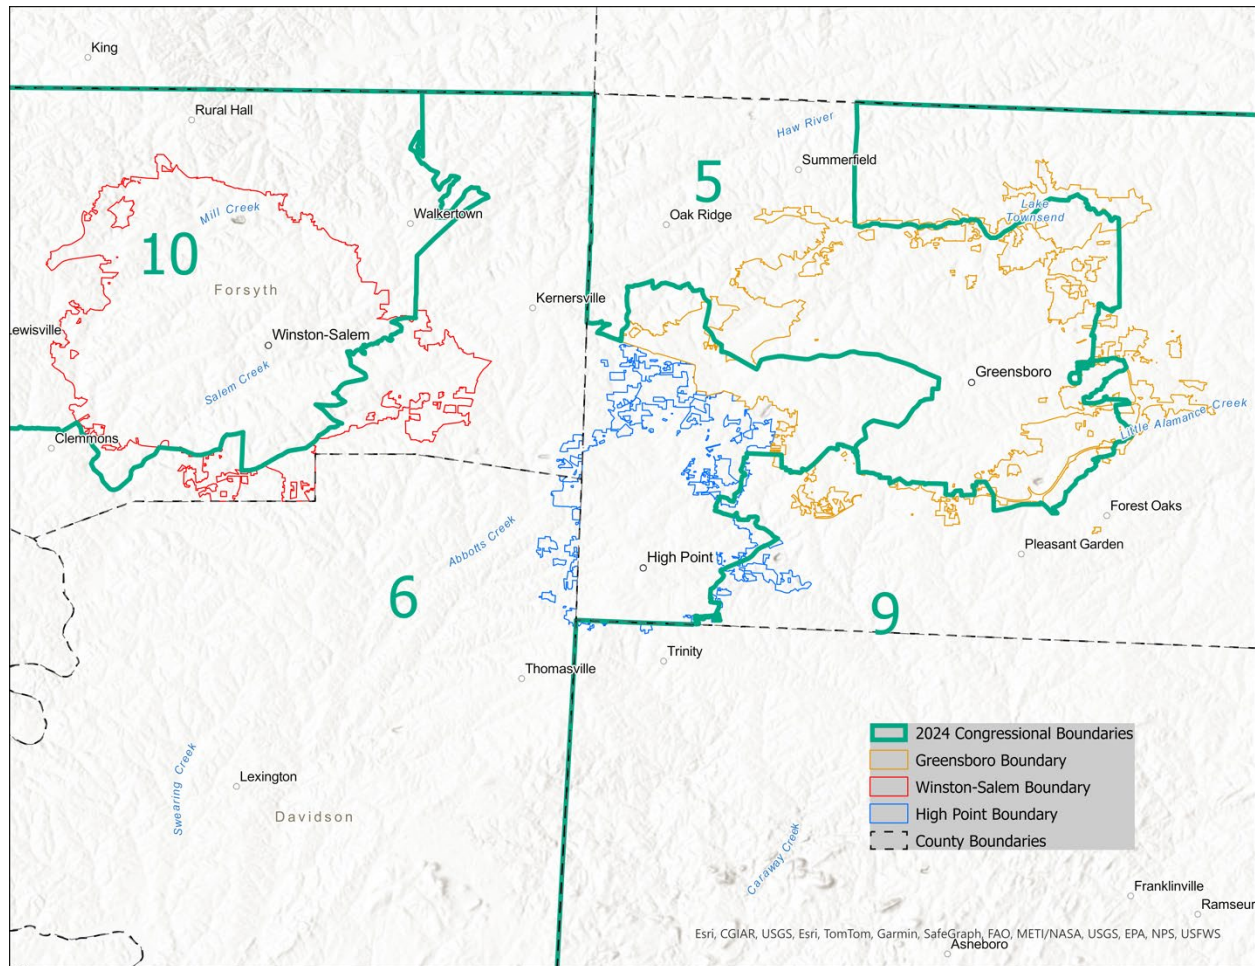 King
Rural Hall
Haw River
Summerfield
5
Mill Creek
Walkertown
Oak Ridge
Lake
Townsend
10
Forsyth
Kernersville
Lewisville
Winston-Salem
Salem Creek
Greensboro
Little Alamance Creek
Clemmons
Forest Oaks
Abbotts Creek
Pleasant Garden
High Point
6
9
Trinity
Thomasville
2024 Congressional Boundaries
Greensboro Boundary
Winston-Salem Boundary
High Point Boundary
County Boundaries
Swearing Creek
Lexington
Davidson
Caraway Creek
Franklinville
Ramseur
Esri, CGIAR, USGS, Esri, TomTom, Garmin, SafeGraph, FAO, METI/NASA, USGS, EPA, NPS, USFWS
Asheboro